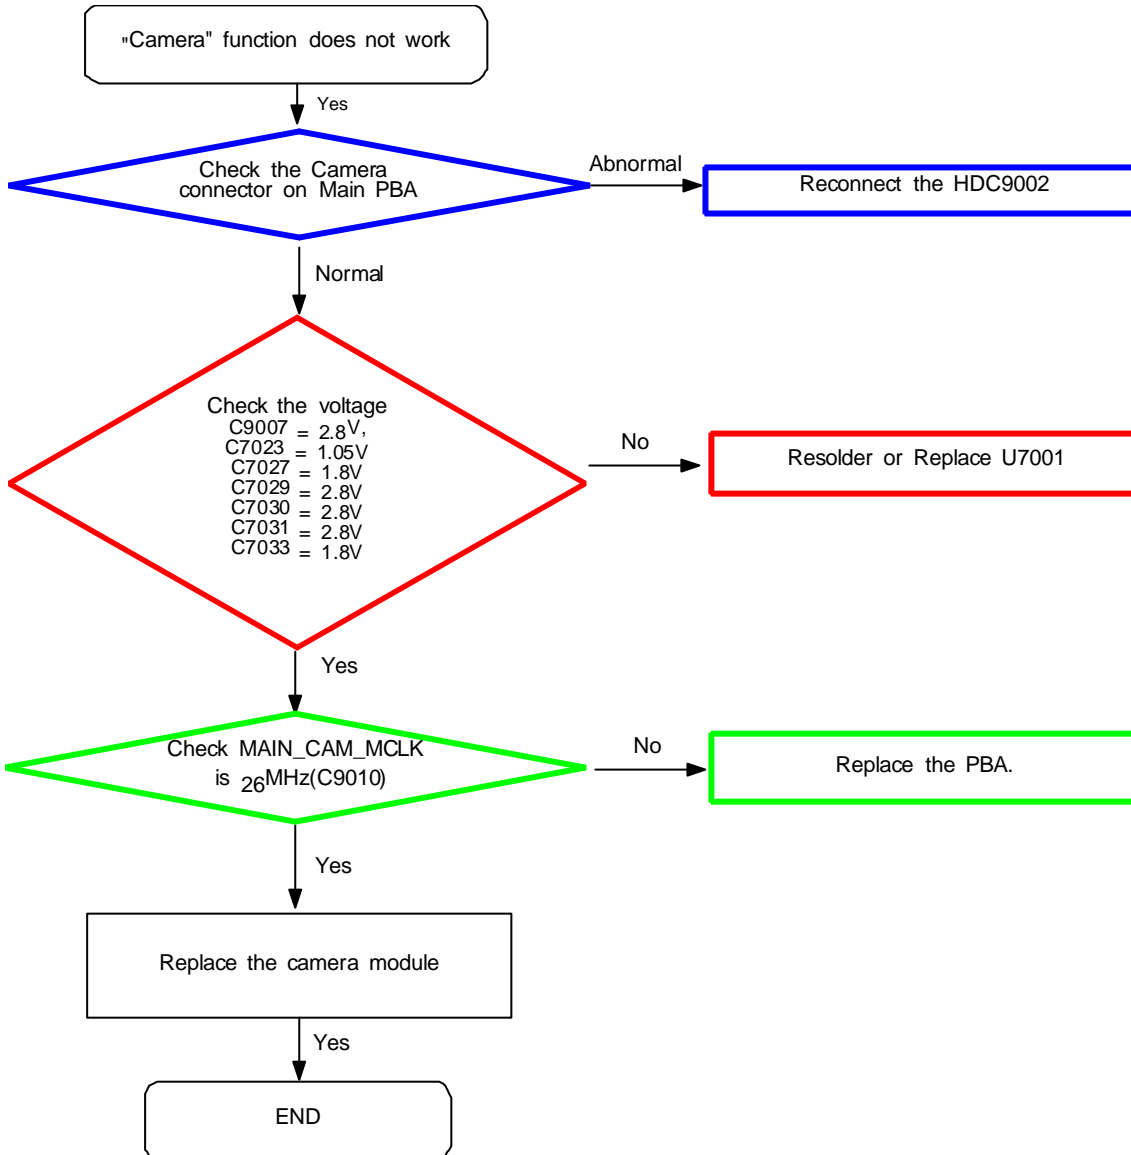 "Camera" function does not work
Yes
Check the Camera
connector on Main PBA
Abnormal
Reconnect the HDC9002
Normal
Check the voltage
C9007 = 2.8V,
C7023 = 1.05V
C7027 = 1.8V
C7029 = 2.8V
C7030 = 2.8V
C7031 = 2.8V
C7033 = 1.8V
No
Resolder or Replace U7001
Yes
Check MAIN_CAM_MCLK
is 26MHz(C9010)
No
Replace the PBA.
Yes
Replace the camera module
Yes
END